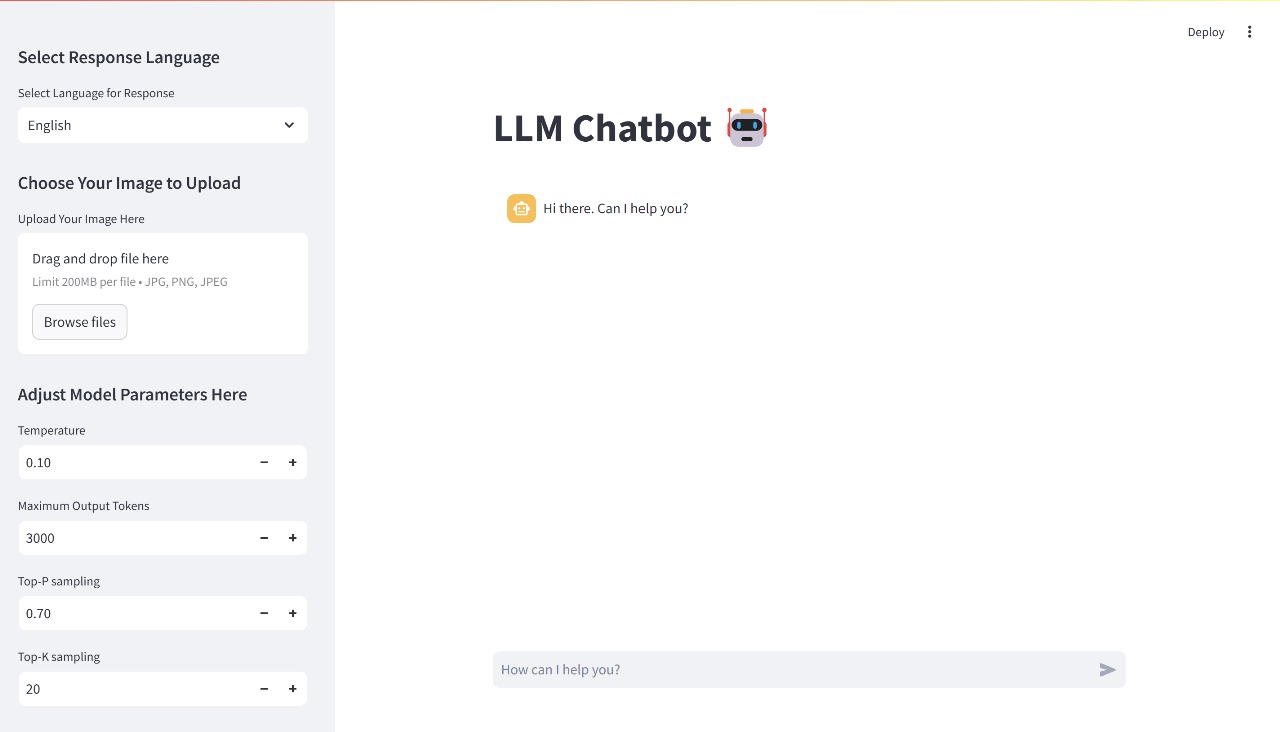 Select Response Language
Select Language for Response
English
Choose Your Image to Upload
Upload Your Image Here
Drag and drop file here
Limit 200MB per file • JPG, PNG, JPEG
Browse files
Adjust Model Parameters Here
Temperature
0.10
Maximum Output Tokens
3000
Top-P sampling
0.70
Top-K sampling
20
Deploy
LLM Chatbot
Hi there. Can I help you?
How can I help you?